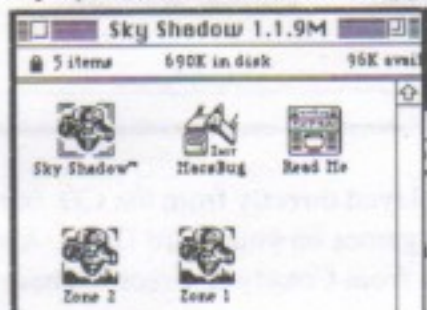 Sky Shadow 1.1.9M
5 items 690K in disk 96K avail
INIT
Sky Shadow™ MacsBug Read Me
Zone 2 Zone 1